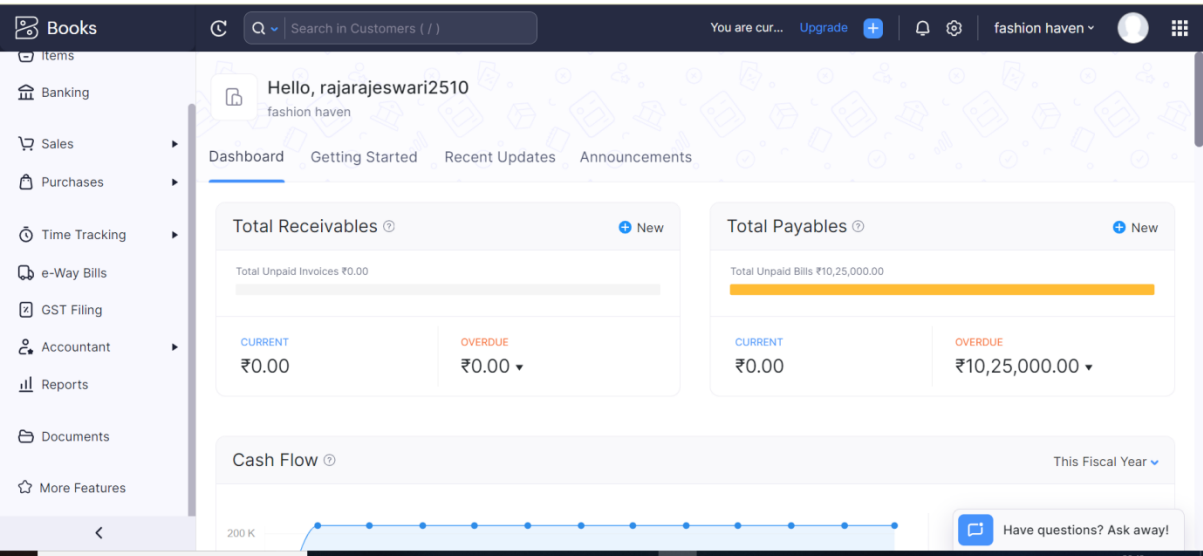 Books
Search in Customers ( / )
You are cur... Upgrade
fashion haven
Items
Banking
Sales
Purchases
Time Tracking
e-Way Bills
GST Filing
Accountant
Reports
Documents
More Features
Hello, rajarajeswari2510
fashion haven
Dashboard Getting Started Recent Updates Announcements
Total Receivables
New
Total Unpaid Invoices ₹0.00
CURRENT
₹0.00
OVERDUE
₹0.00
Total Payables
New
Total Unpaid Bills ₹10,25,000.00
CURRENT
₹0.00
OVERDUE
₹10,25,000.00
Cash Flow
This Fiscal Year
200 K
Have questions? Ask away!